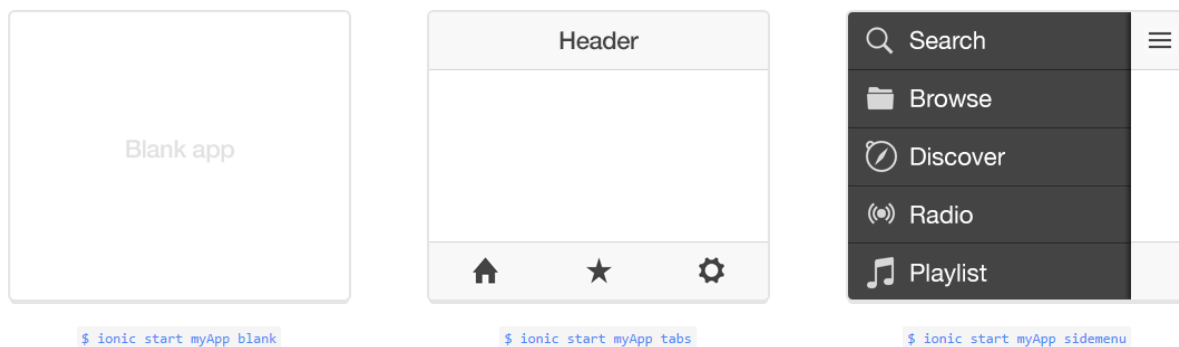 Blank app
$ ionic start myApp blank
Header
$ ionic start myApp tabs
Search
Browse
Discover
Radio
Playlist
$ ionic start myApp sidemenu